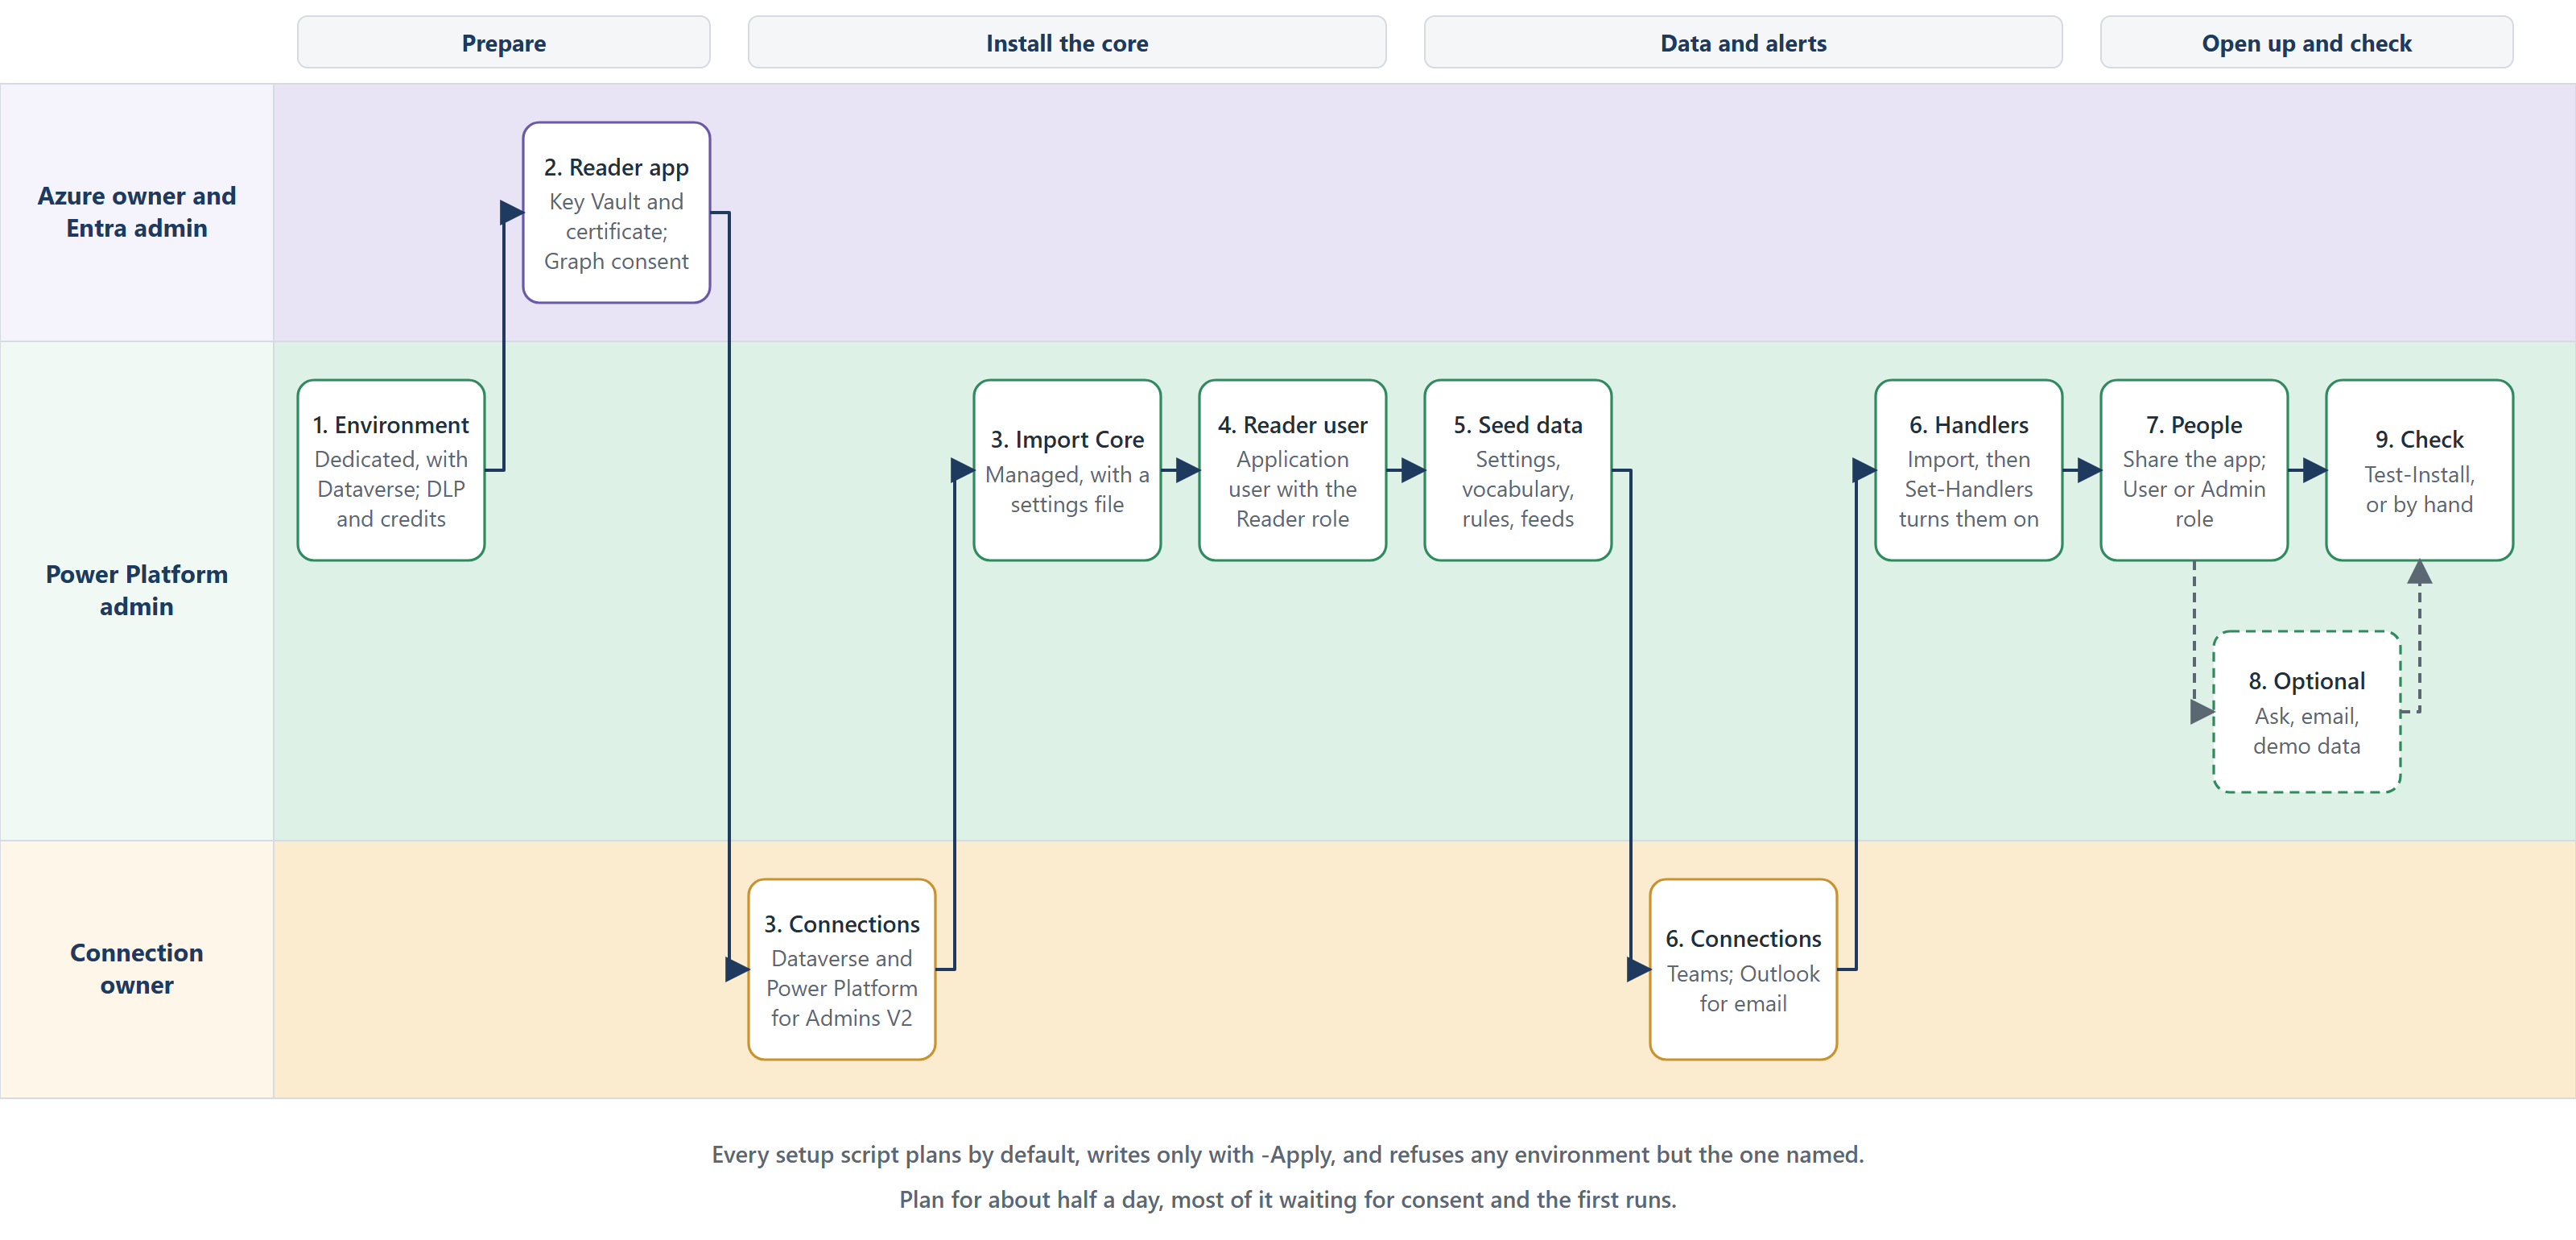 Prepare
Install the core
Data and alerts
Open up and check
Azure owner and
Entra admin
2. Reader app
Key Vault and
certificate;
Graph consent
Power Platform
admin
1. Environment
Dedicated, with
Dataverse; DLP
and credits
3. Import Core
Managed, with a
settings file
4. Reader user
Application
user with the
Reader role
5. Seed data
Settings,
vocabulary,
rules, feeds
6. Handlers
Import, then
Set-Handlers
turns them on
7. People
Share the app;
User or Admin
role
9. Check
Test-Install,
or by hand
8. Optional
Ask, email,
demo data
Connection
owner
3. Connections
Dataverse and
Power Platform
for Admins V2
6. Connections
Teams; Outlook
for email
Every setup script plans by default, writes only with -Apply, and refuses any environment but the one named.
Plan for about half a day, most of it waiting for consent and the first runs.